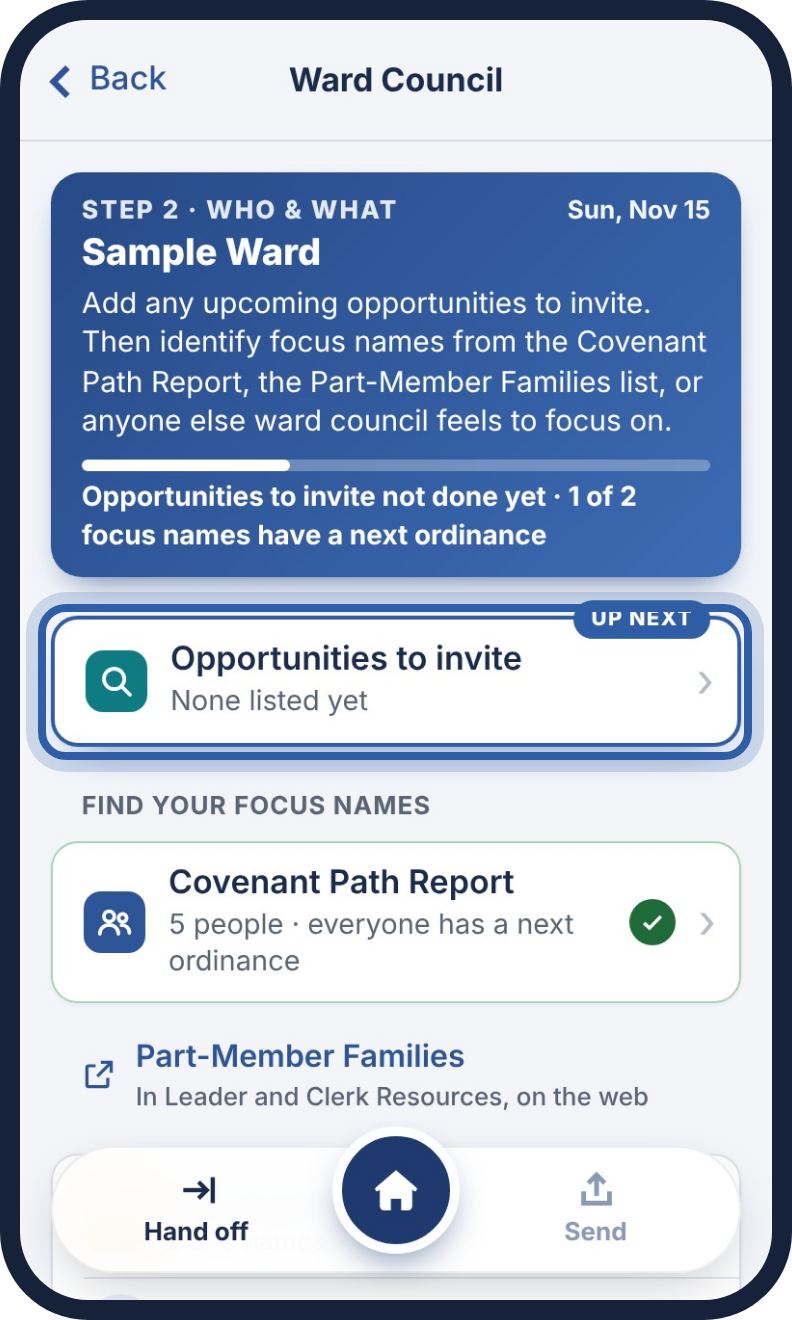 Back
Ward Council
STEP 2 · WHO & WHAT
Sun, Nov 15
Sample Ward
Add any upcoming opportunities to invite.
Then identify focus names from the Covenant
Path Report, the Part-Member Families list, or
anyone else ward council feels to focus on.
Opportunities to invite not done yet · 1 of 2
focus names have a next ordinance
UP NEXT
Opportunities to invite
None listed yet
FIND YOUR FOCUS NAMES
Covenant Path Report
5 people · everyone has a next
ordinance
Part-Member Families
In Leader and Clerk Resources, on the web
Hand off
Send